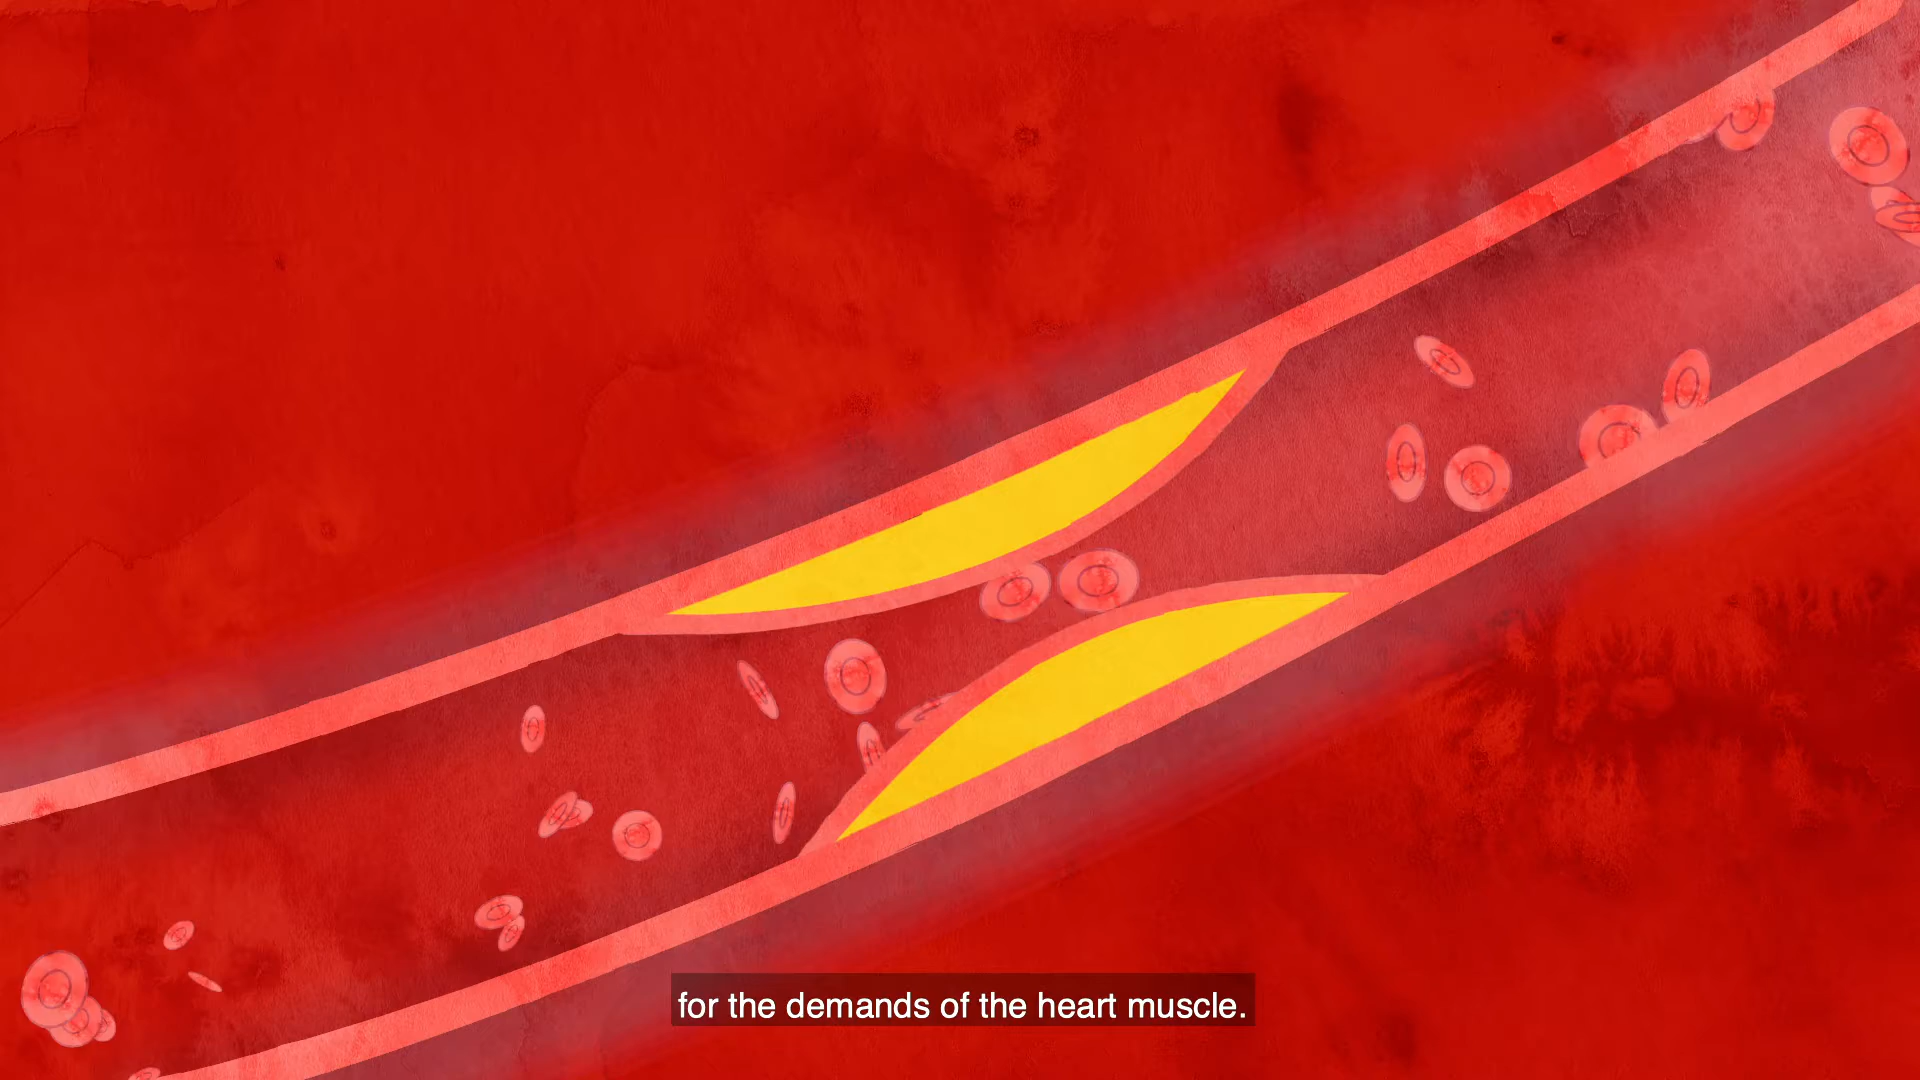 for the demands of the heart muscle.